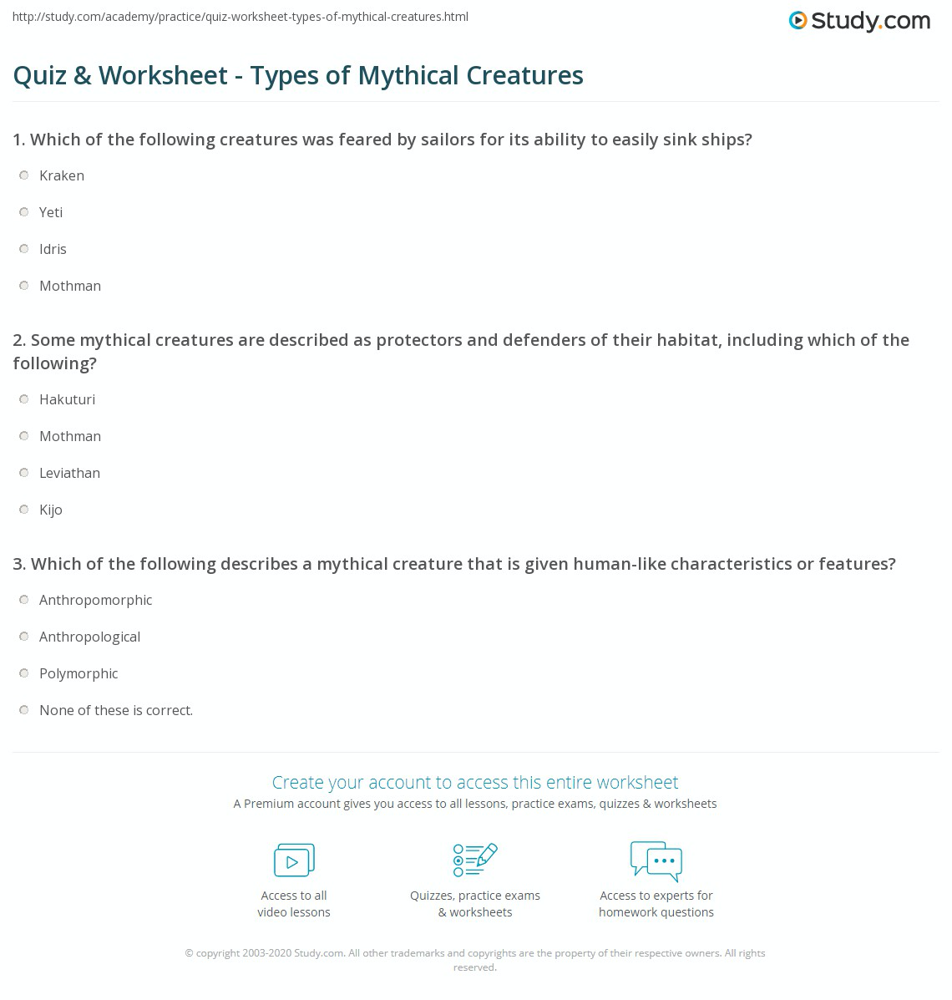 http://study.com/academy/practice/quiz-worksheet-types-of-mythical-creatures.html
Study.com
Quiz & Worksheet - Types of Mythical Creatures
1. Which of the following creatures was feared by sailors for its ability to easily sink ships?
Kraken
Yeti
Idris
Mothman
2. Some mythical creatures are described as protectors and defenders of their habitat, including which of the
following?
Hakuturi
Mothman
Leviathan
Kijo
3. Which of the following describes a mythical creature that is given human-like characteristics or features?
Anthropomorphic
Anthropological
Polymorphic
None of these is correct.
Create your account to access this entire worksheet
A Premium account gives you access to all lessons, practice exams, quizzes & worksheets
Access to all
video lessons
Quizzes, practice exams
& worksheets
Access to experts for
homework questions
© copyright 2003-2020 Study.com. All other trademarks and copyrights are the property of their respective owners. All rights
reserved.